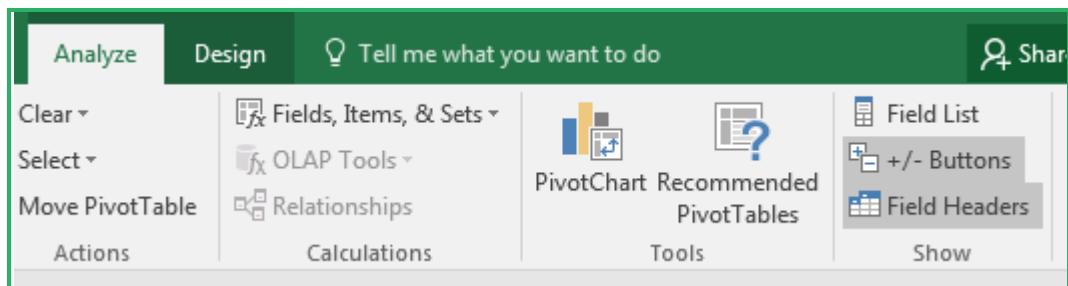 Analyze Design Tell me what you want to do Shar
Clear
Select
Move PivotTable
Actions
Fields, Items, & Sets
OLAP Tools
Relationships
Calculations
PivotChart
Recommended
PivotTables
Tools
Field List
+/- Buttons
Field Headers
Show